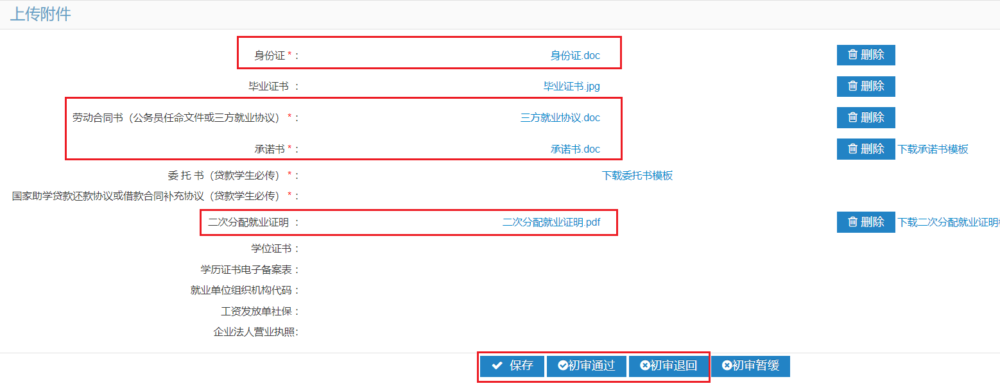 上传附件
身份证 * ： 身份证.doc 删除
毕业证书 ： 毕业证书.jpg 删除
劳动合同书（公务员任命文件或三方就业协议） * ： 三方就业协议.doc 删除
承诺书 * ： 承诺书.doc 删除 下载承诺书模板
委 托 书（贷款学生必传） * ： 下载委托书模板
国家助学贷款还款协议或借款合同补充协议（贷款学生必传） * ：
二次分配就业证明 ： 二次分配就业证明.pdf 删除 下载二次分配就业证明
学位证书 ：
学历证书电子备案表 ：
就业单位组织机构代码 ：
工资发放单社保 ：
企业法人营业执照：
保存 初审通过 初审退回 初审暂缓